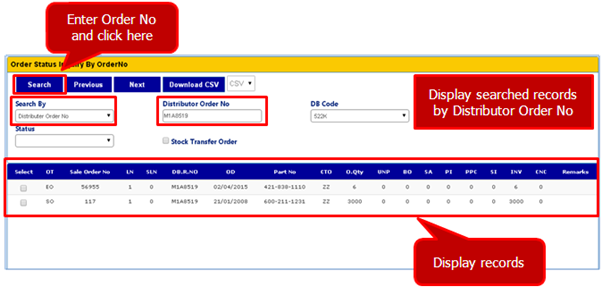 Enter Order No
and click here
Order Status In ry By OrderNo
Search Previous Next Download CSV CSV
Display searched records
by Distributor Order No
Search By Distributor Order No DB Code
Distributer Order No M1A8519 522K
Status
Stock Transfer Order
Select OT Sale Order No LN SLN DB.R.NO OD Part No CTO O.Qty UNP BO SA PI PPC SI INV CNC Remarks
EO 56955 1 0 M1A8519 02/04/2015 421-838-1110 ZZ 6 0 0 0 0 0 0 6 0
SO 117 1 0 M1A8519 21/01/2008 600-211-1231 ZZ 3000 0 0 0 0 0 0 3000 0
Display records